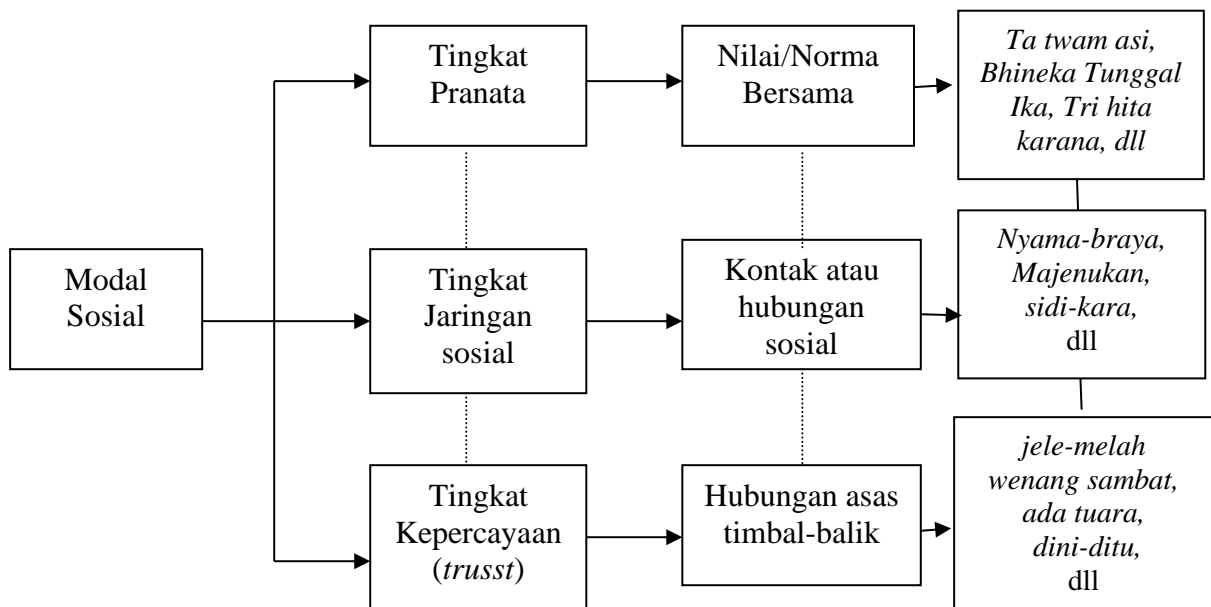 Modal
Sosial
Tingkat
Pranata
Nilai/Norma
Bersama
Ta twam asi,
Bhineka Tunggal
Ika, Tri hita
karana, dll
Tingkat
Jaringan
sosial
Kontak atau
hubungan
sosial
Nyama-braya,
Majenukan,
sidi-kara,
dll
Tingkat
Kepercayaan
(trusst)
Hubungan asas
timbal-balik
jele-melah
wenang sambat,
ada tuara,
dini-ditu,
dll